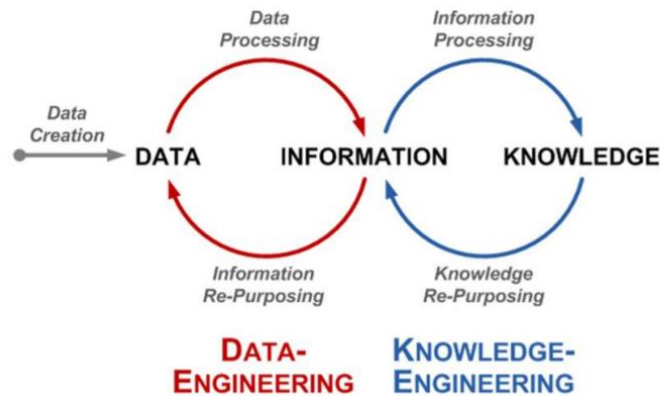 Data
Processing
Information
Processing
Data
Creation
DATA
INFORMATION
KNOWLEDGE
Information
Re-Purposing
Knowledge
Re-Purposing
DATA-
ENGINEERING
KNOWLEDGE-
ENGINEERING